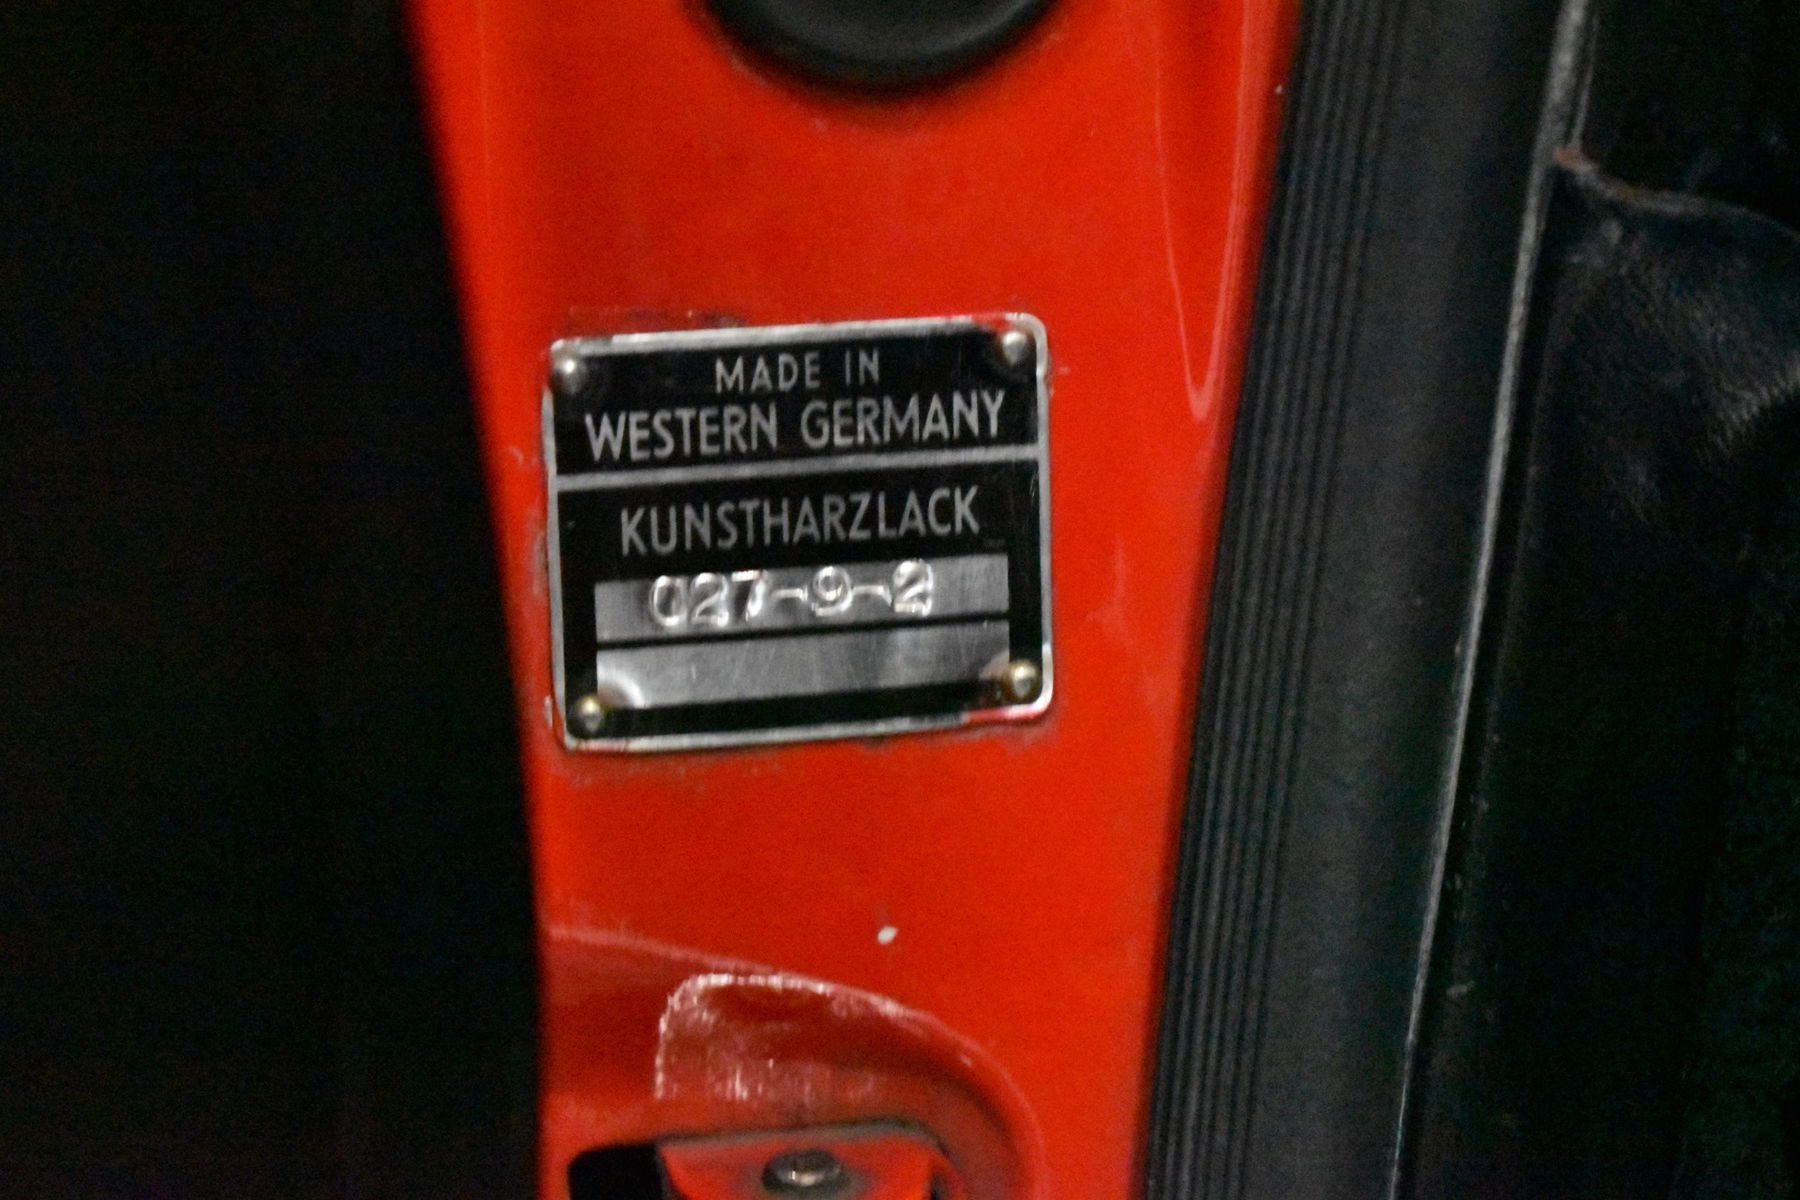 MADE IN
WESTERN GERMANY
KUNSTHARZLACK
027-9-2